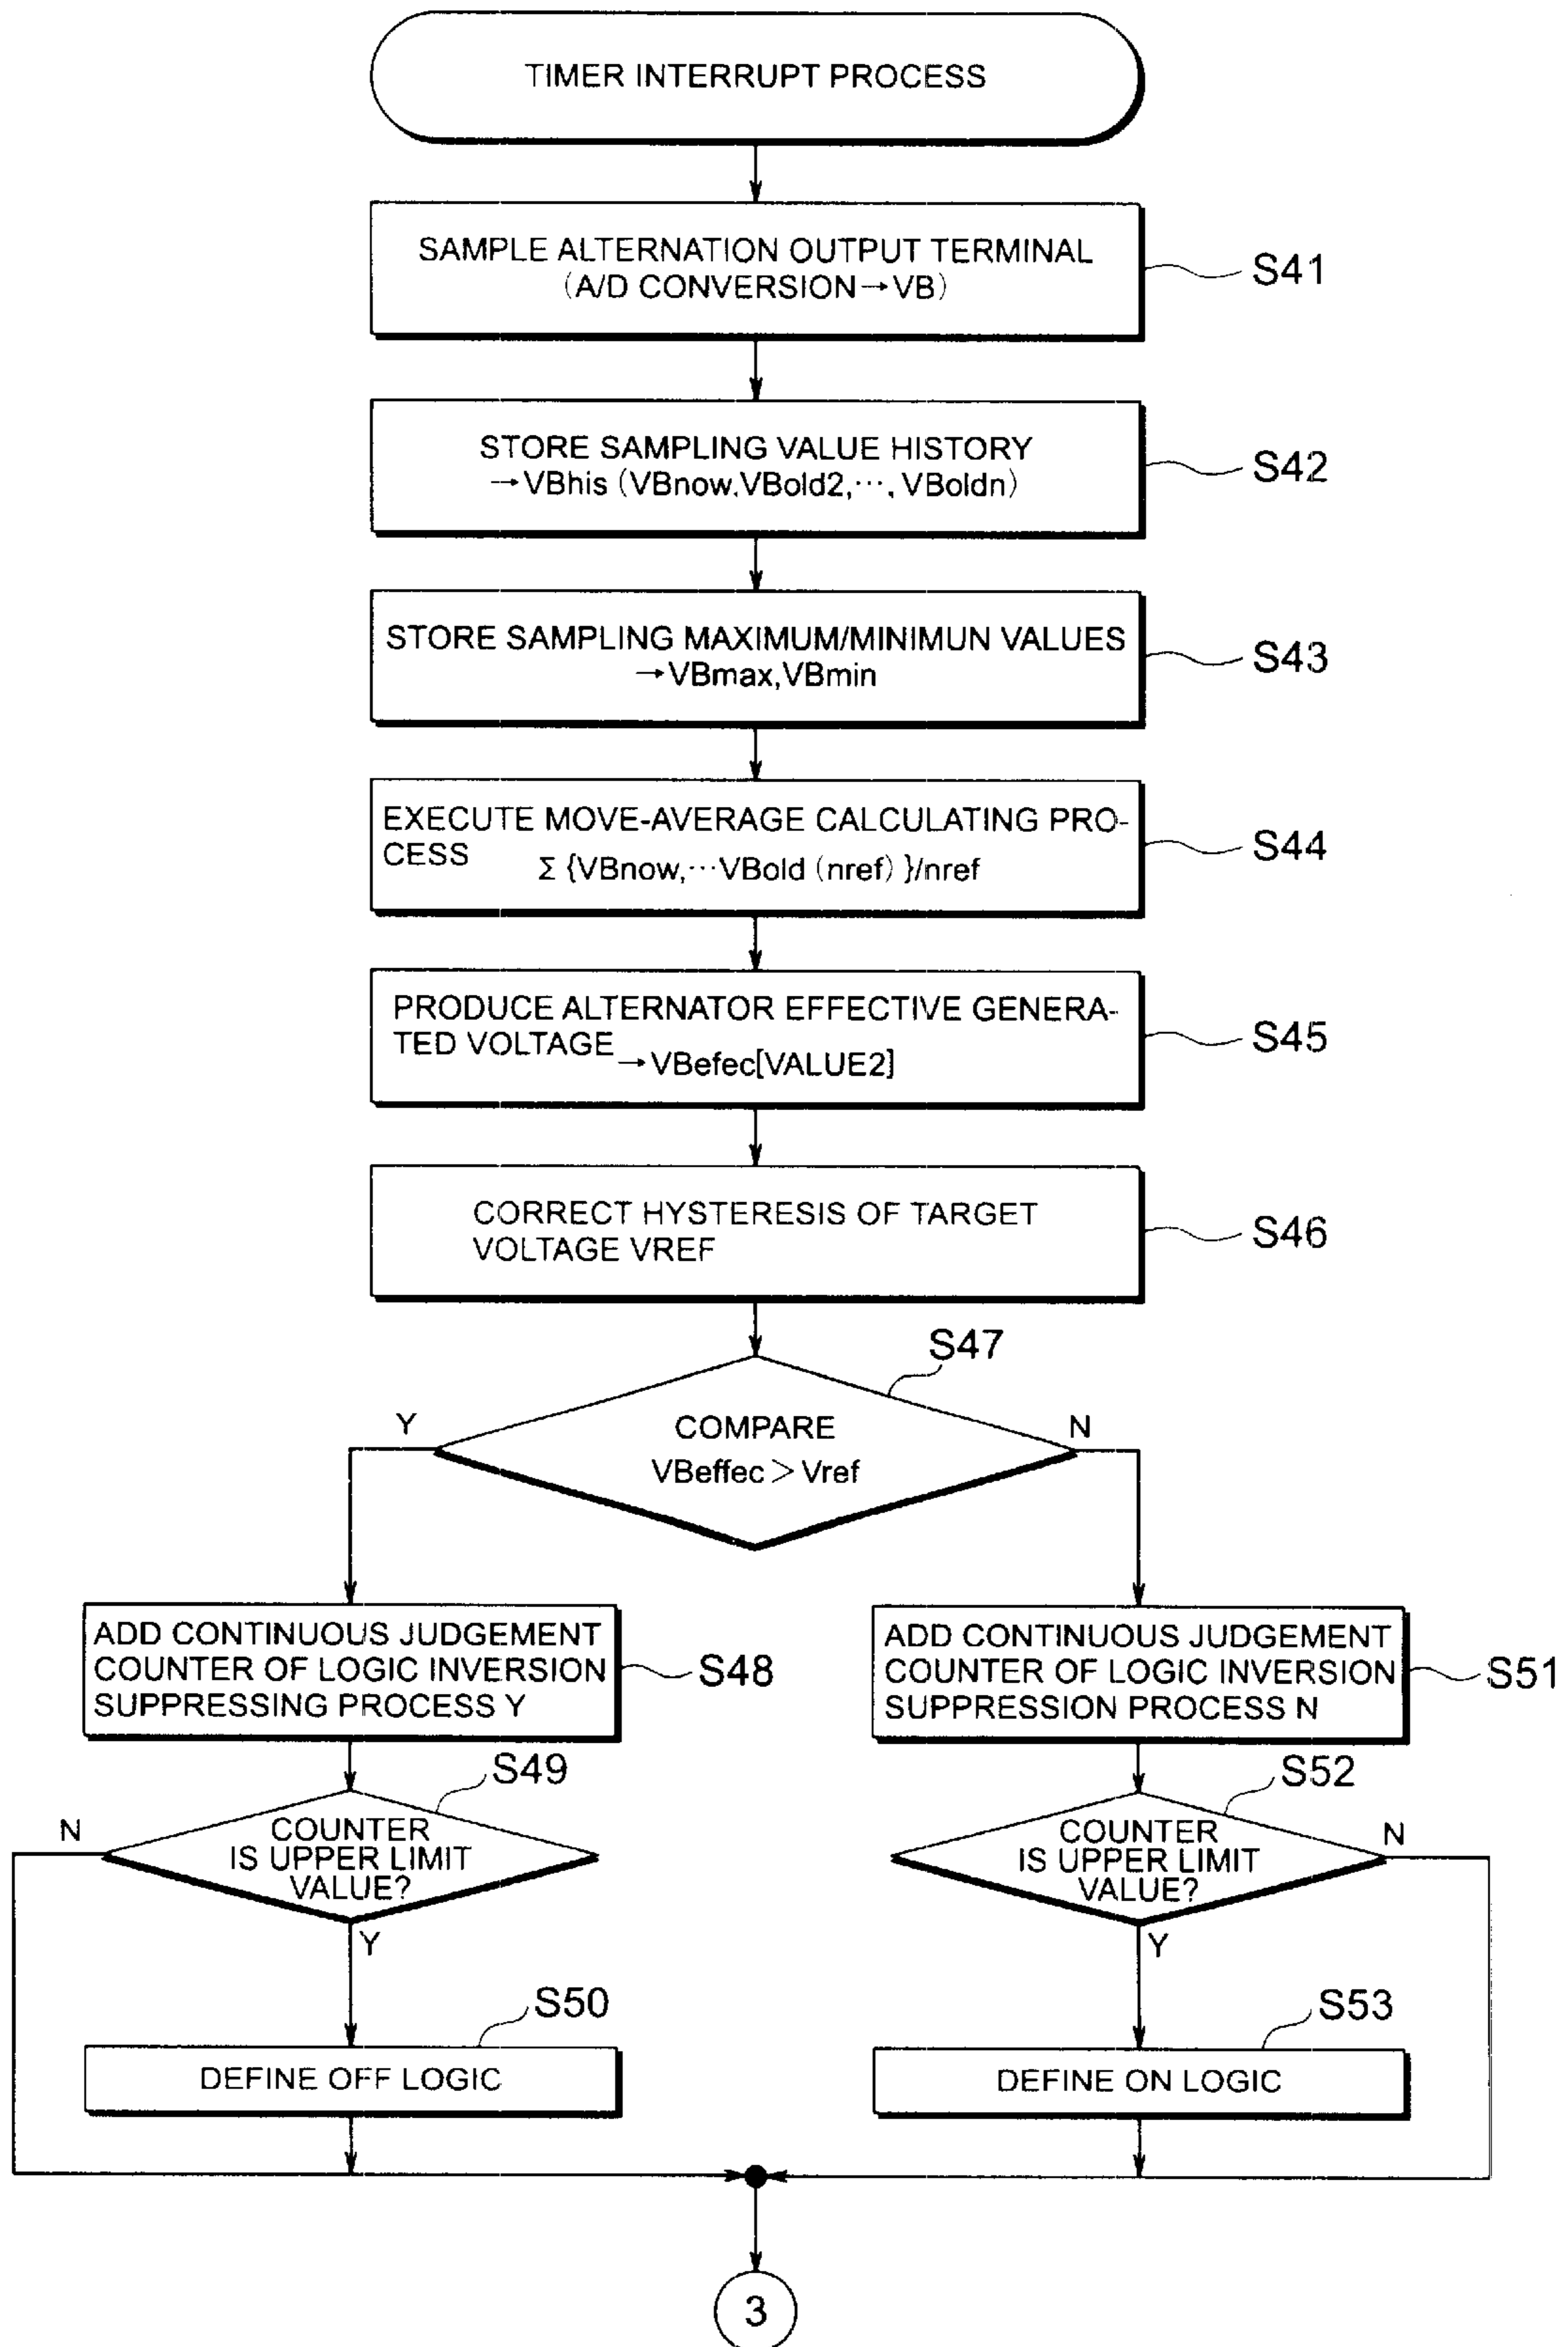 TIMER INTERRUPT PROCESS
SAMPLE ALTERNATION OUTPUT TERMINAL
(A/D CONVERSION→VB)
S41
STORE SAMPLING VALUE HISTORY
→VBhis (VBnow,VBold2,···, VBoldn)
S42
STORE SAMPLING MAXIMUM/MINIMUN VALUES
→VBmax,VBmin
S43
EXECUTE MOVE-AVERAGE CALCULATING PRO-
CESS
Σ {VBnow,···VBold (nref) }/nref
S44
PRODUCE ALTERNATOR EFFECTIVE GENERA-
TED VOLTAGE →VBefec[VALUE2]
S45
CORRECT HYSTERESIS OF TARGET
VOLTAGE VREF
S46
S47
COMPARE
VBeffec > Vref
Y
N
ADD CONTINUOUS JUDGEMENT
COUNTER OF LOGIC INVERSION
SUPPRESSING PROCESS Y
S48
ADD CONTINUOUS JUDGEMENT
COUNTER OF LOGIC INVERSION
SUPPRESSION PROCESS N
S51
S49
COUNTER
IS UPPER LIMIT
VALUE?
N
Y
S52
COUNTER
IS UPPER LIMIT
VALUE?
N
Y
S50
DEFINE OFF LOGIC
S53
DEFINE ON LOGIC
3